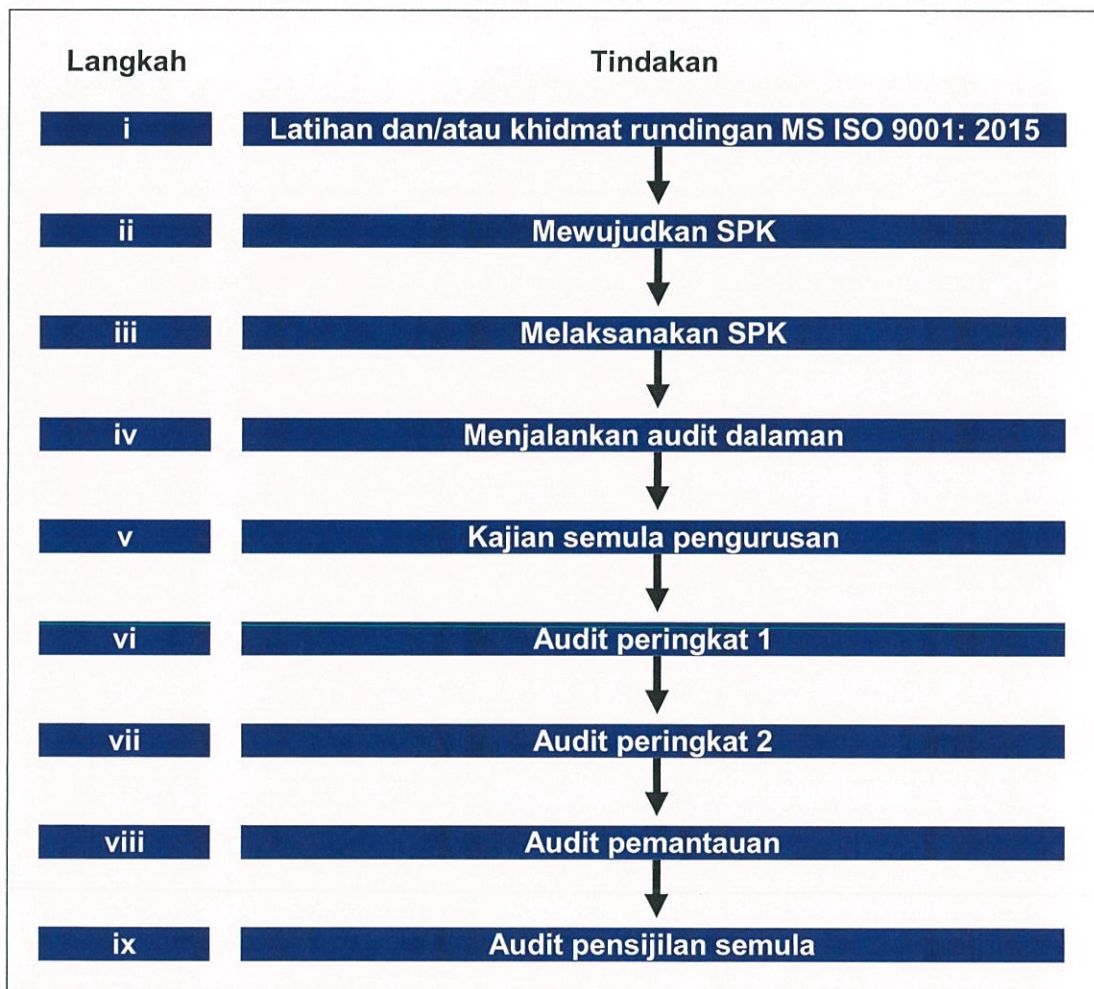 Langkah Tindakan
i Latihan dan/atau khidmat rundingan MS ISO 9001: 2015
ii Mewujudkan SPK
iii Melaksanakan SPK
iv Menjalankan audit dalaman
v Kajian semula pengurusan
vi Audit peringkat 1
vii Audit peringkat 2
viii Audit pemantauan
ix Audit pensijilan semula